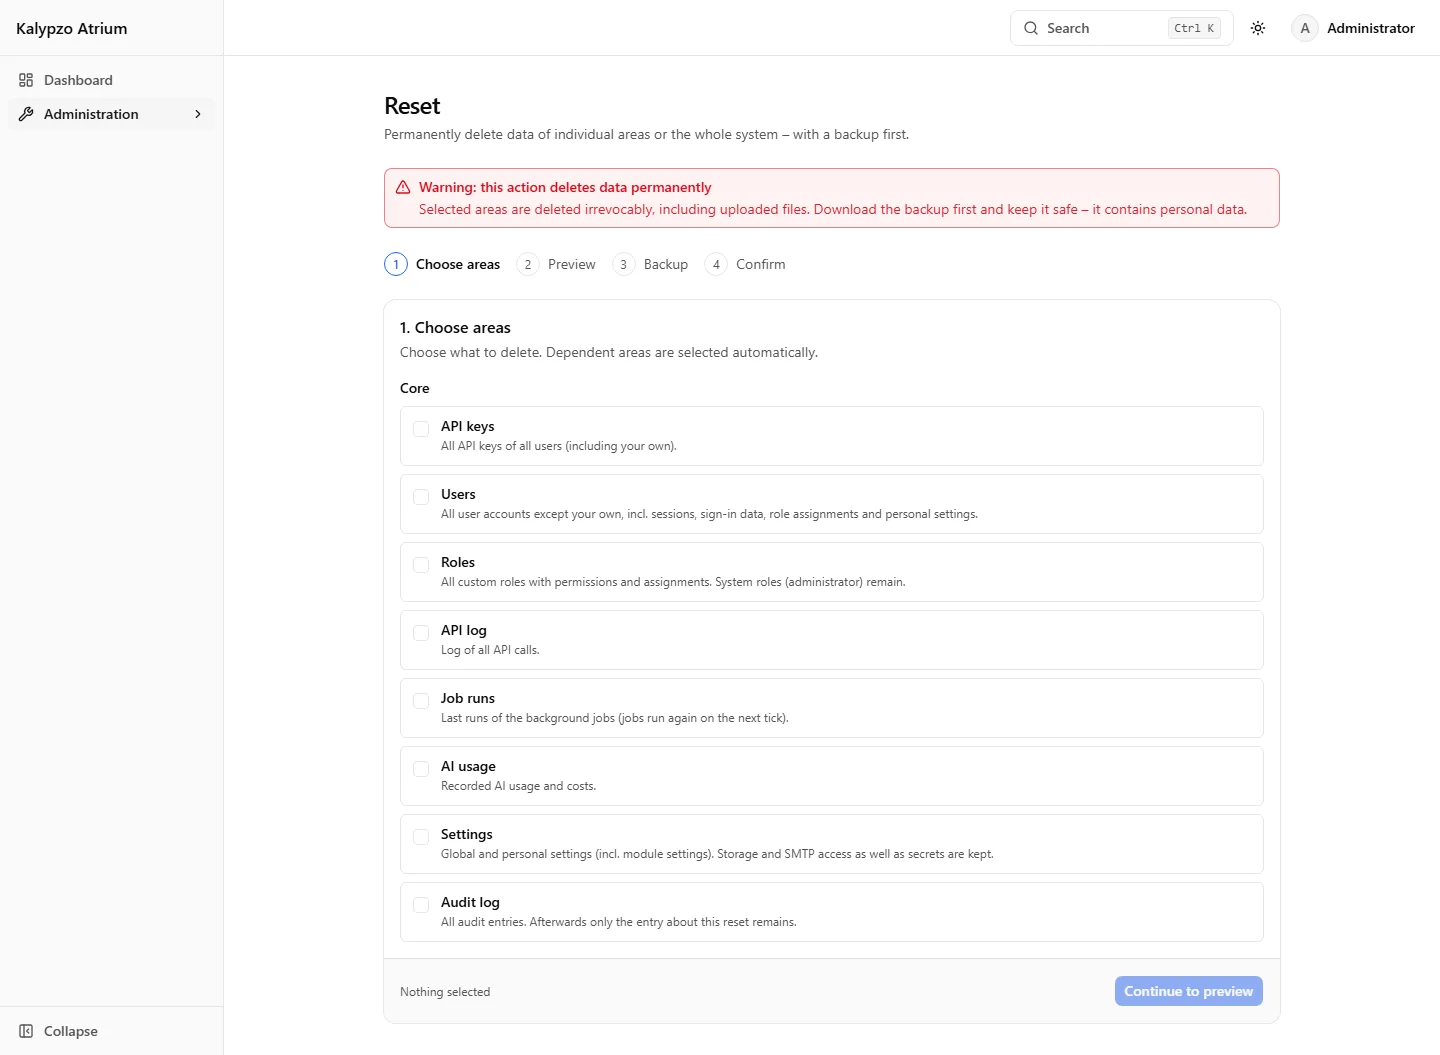 Kalypzo Atrium
Search
Ctrl K
A
Administrator
Dashboard
Administration
Reset
Permanently delete data of individual areas or the whole system – with a backup first.
Warning: this action deletes data permanently
Selected areas are deleted irrevocably, including uploaded files. Download the backup first and keep it safe – it contains personal data.
1 Choose areas 2 Preview 3 Backup 4 Confirm
1. Choose areas
Choose what to delete. Dependent areas are selected automatically.
Core
API keys
All API keys of all users (including your own).
Users
All user accounts except your own, incl. sessions, sign-in data, role assignments and personal settings.
Roles
All custom roles with permissions and assignments. System roles (administrator) remain.
API log
Log of all API calls.
Job runs
Last runs of the background jobs (jobs run again on the next tick).
AI usage
Recorded AI usage and costs.
Settings
Global and personal settings (incl. module settings). Storage and SMTP access as well as secrets are kept.
Audit log
All audit entries. Afterwards only the entry about this reset remains.
Nothing selected
Continue to preview
Collapse